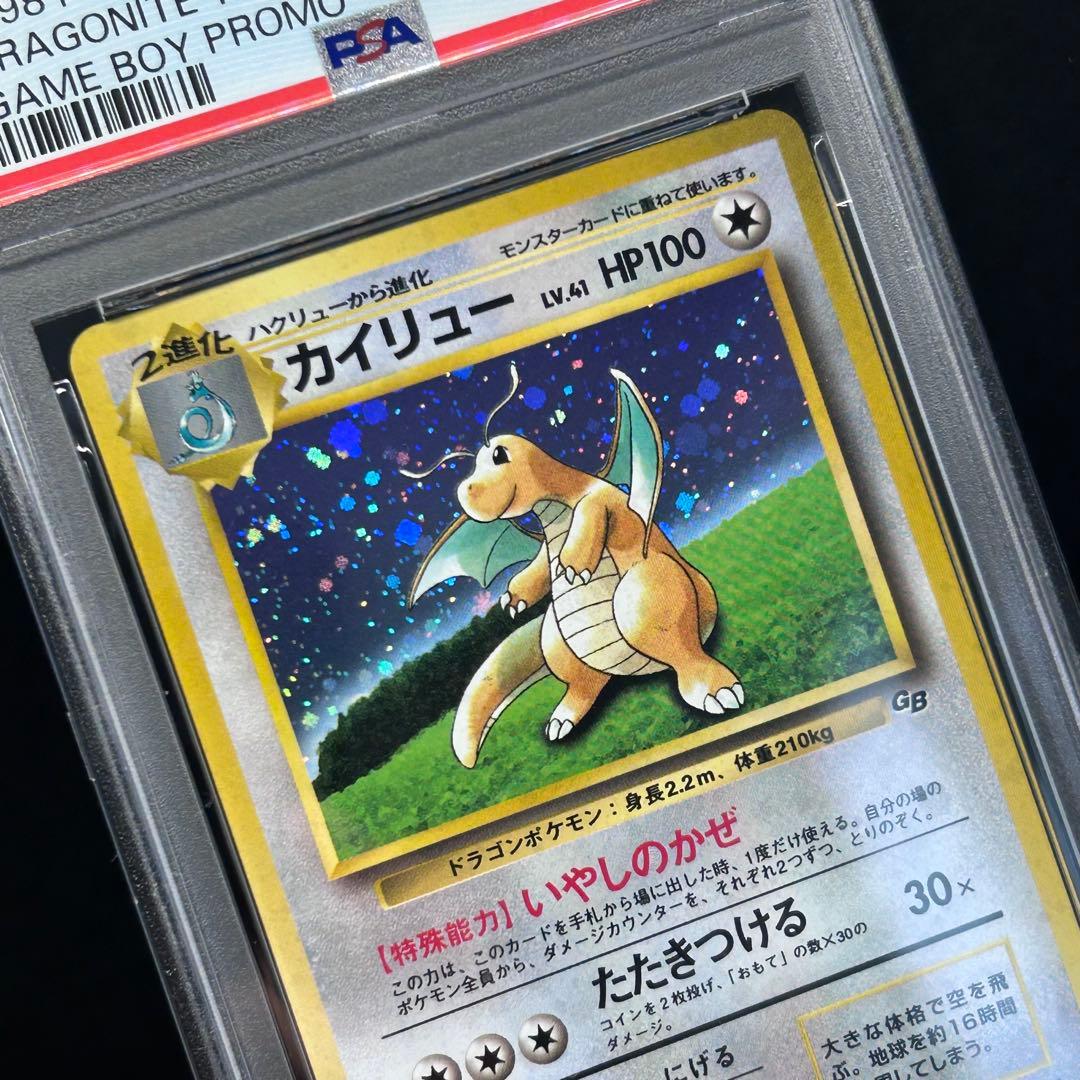 RAGONITE
GAME BOY PROMO
PSA
モンスターカードに重ねて使います。
2進化 ハクリューから進化
カイリュー LV.41 HP100
GB
ドラゴンポケモン:身長2.2m、体重210kg
【特殊能力】いやしのかぜ
この力は、このカードを手札から場に出した時、1度だけ使える。自分の場の
ポケモン全員から、ダメージカウンターを、それぞれ2つずつ、とりのぞく。
たたきつける 30×
コインを2枚投げ、「おもて」の数×30の
ダメージ。
にげる
大きな体格で空を飛
ぶ。地球を約16時間
してしまう。